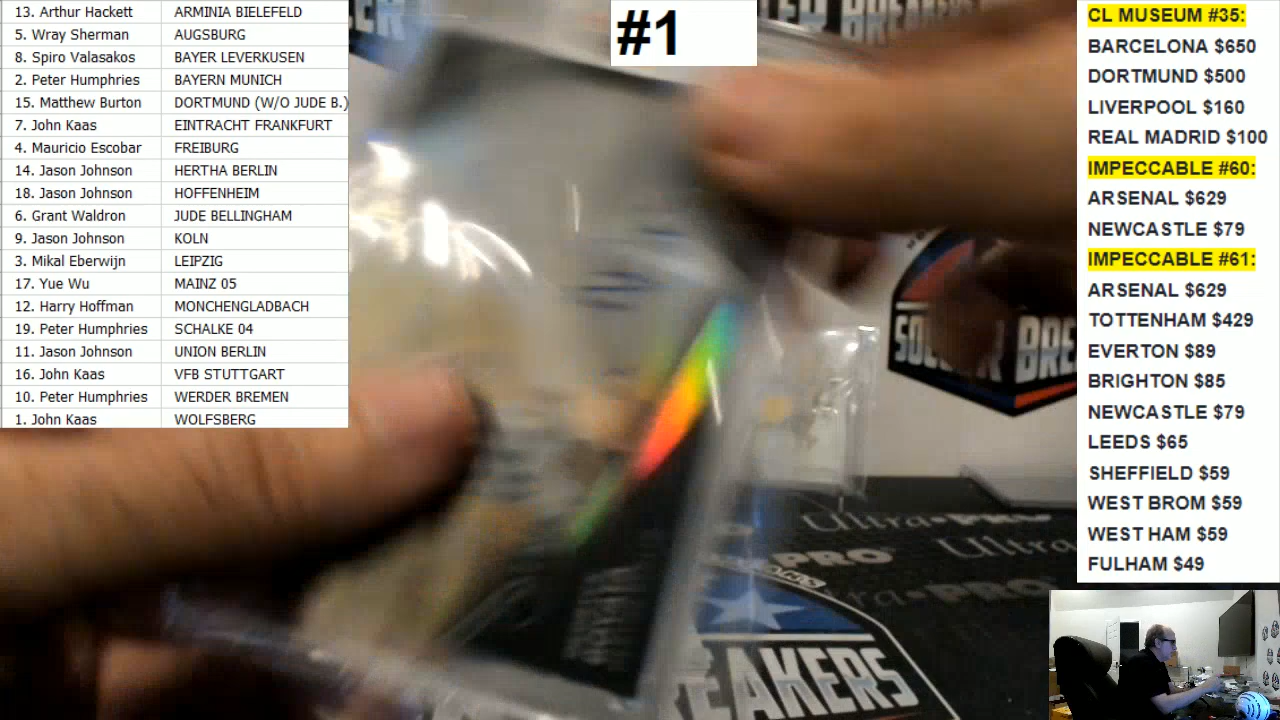 13. Arthur Hackett ARMINIA BIELEFELD
5. Wray Sherman AUGSBURG
8. Spiro Valasakos BAYER LEVERKUSEN
2. Peter Humphries BAYERN MUNICH
15. Matthew Burton DORTMUND (W/O JUDE B.)
7. John Kaas EINTRACHT FRANKFURT
4. Mauricio Escobar FREIBURG
14. Jason Johnson HERTHA BERLIN
18. Jason Johnson HOFFENHEIM
6. Grant Waldron JUDE BELLINGHAM
9. Jason Johnson KOLN
3. Mikal Eberwijn LEIPZIG
17. Yue Wu MAINZ 05
12. Harry Hoffman MONCHENGLADBACH
19. Peter Humphries SCHALKE 04
11. Jason Johnson UNION BERLIN
16. John Kaas VFB STUTTGART
10. Peter Humphries WERDER BREMEN
1. John Kaas WOLFSBERG
#1
CL MUSEUM #35:
BARCELONA $650
DORTMUND $500
LIVERPOOL $160
REAL MADRID $100
IMPECCABLE #60:
ARSENAL $629
NEWCASTLE $79
IMPECCABLE #61:
ARSENAL $629
TOTTENHAM $429
EVERTON $89
BRIGHTON $85
NEWCASTLE $79
LEEDS $65
SHEFFIELD $59
WEST BROM $59
WEST HAM $59
FULHAM $49
Ultra PRO
PRO